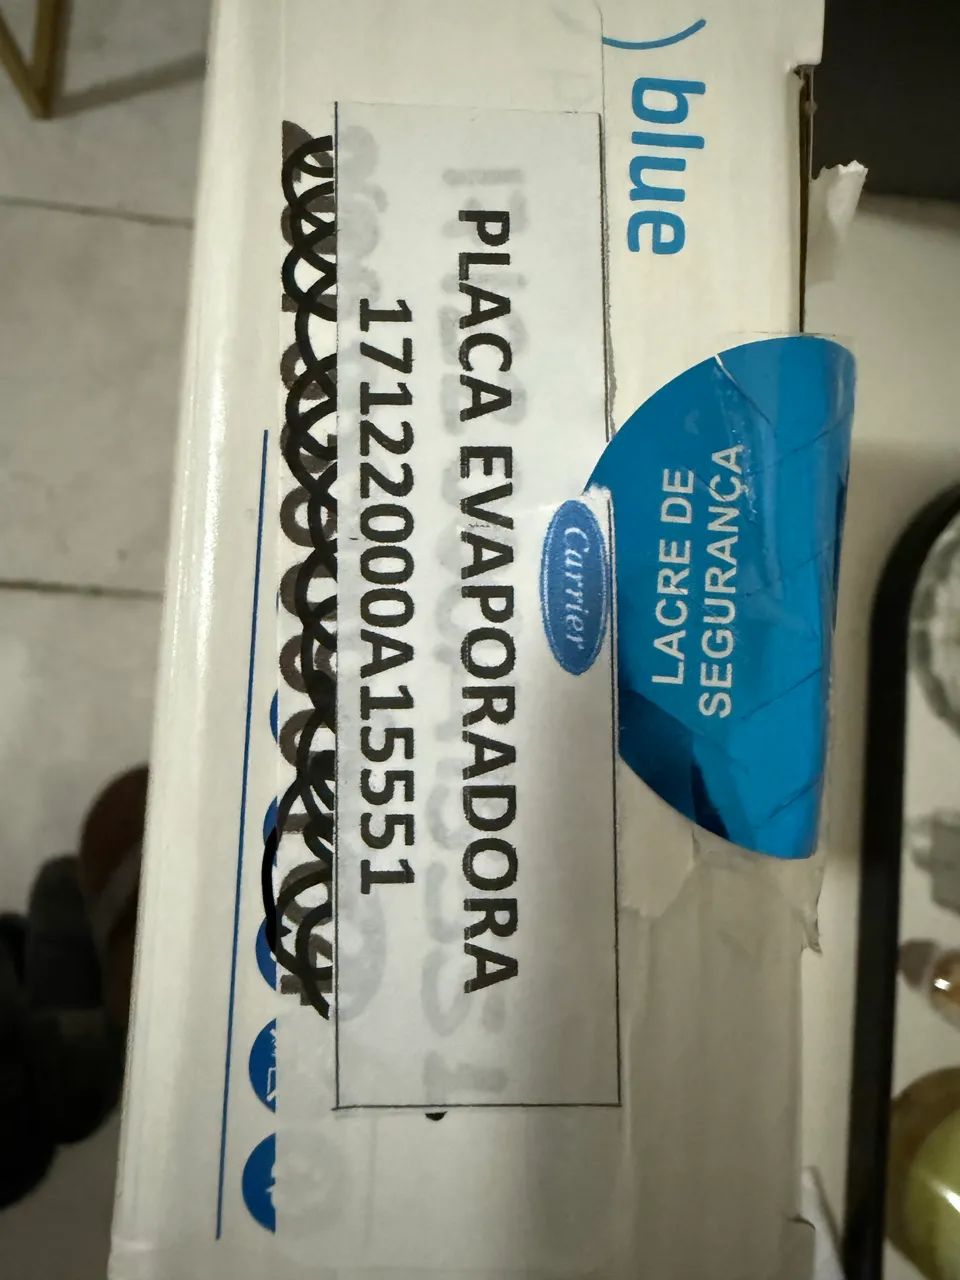 ) blue
LACRE DE
SEGURANÇA
Carrier
PLACA EVAPORADORA
17122000A15551